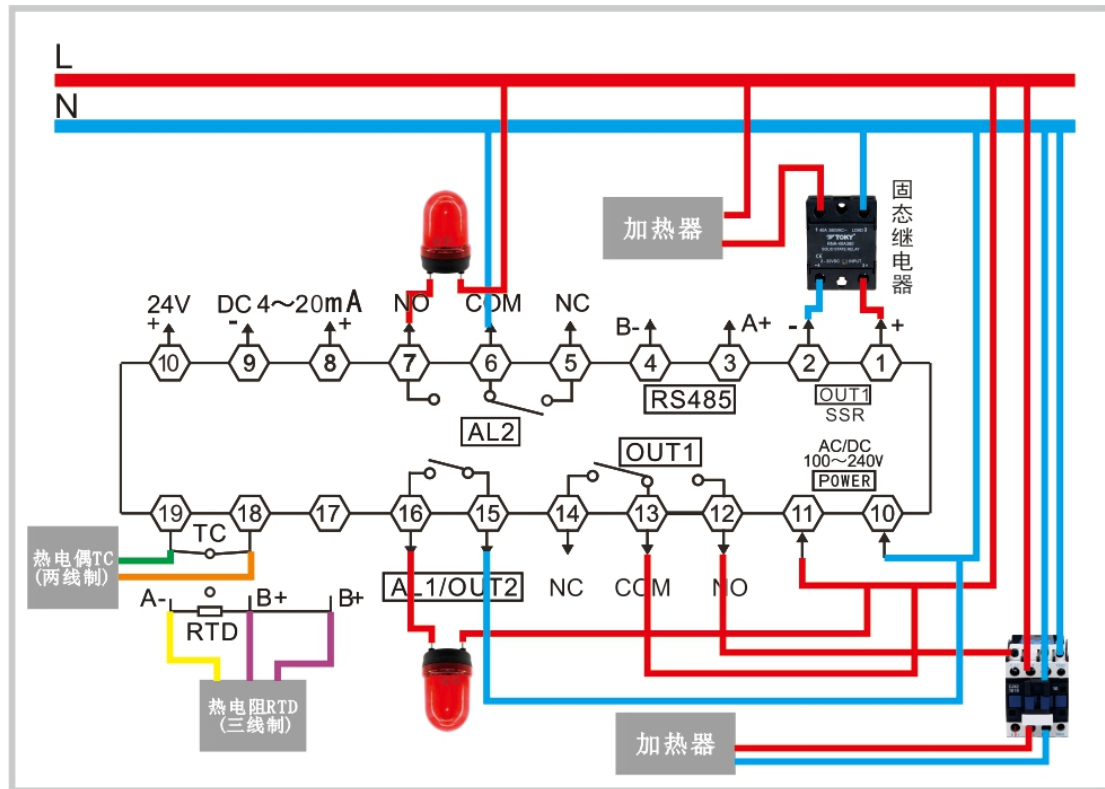 L
N
固态继电器
加热器
TOKY
24V
DC 4～20mA
NO
COM
NC
B-
A+
-
+
+
-
+
10
9
8
7
6
5
4
3
2
1
AL2
RS485
OUT1
SSR
OUT1
AC/DC
100～240V
POWER
19
18
17
16
15
14
13
12
11
10
TC
热电偶TC
(两线制)
AL1/OUT2
NC
COM
NO
A-
B+
B+
RTD
热电阻RTD
(三线制)
加热器